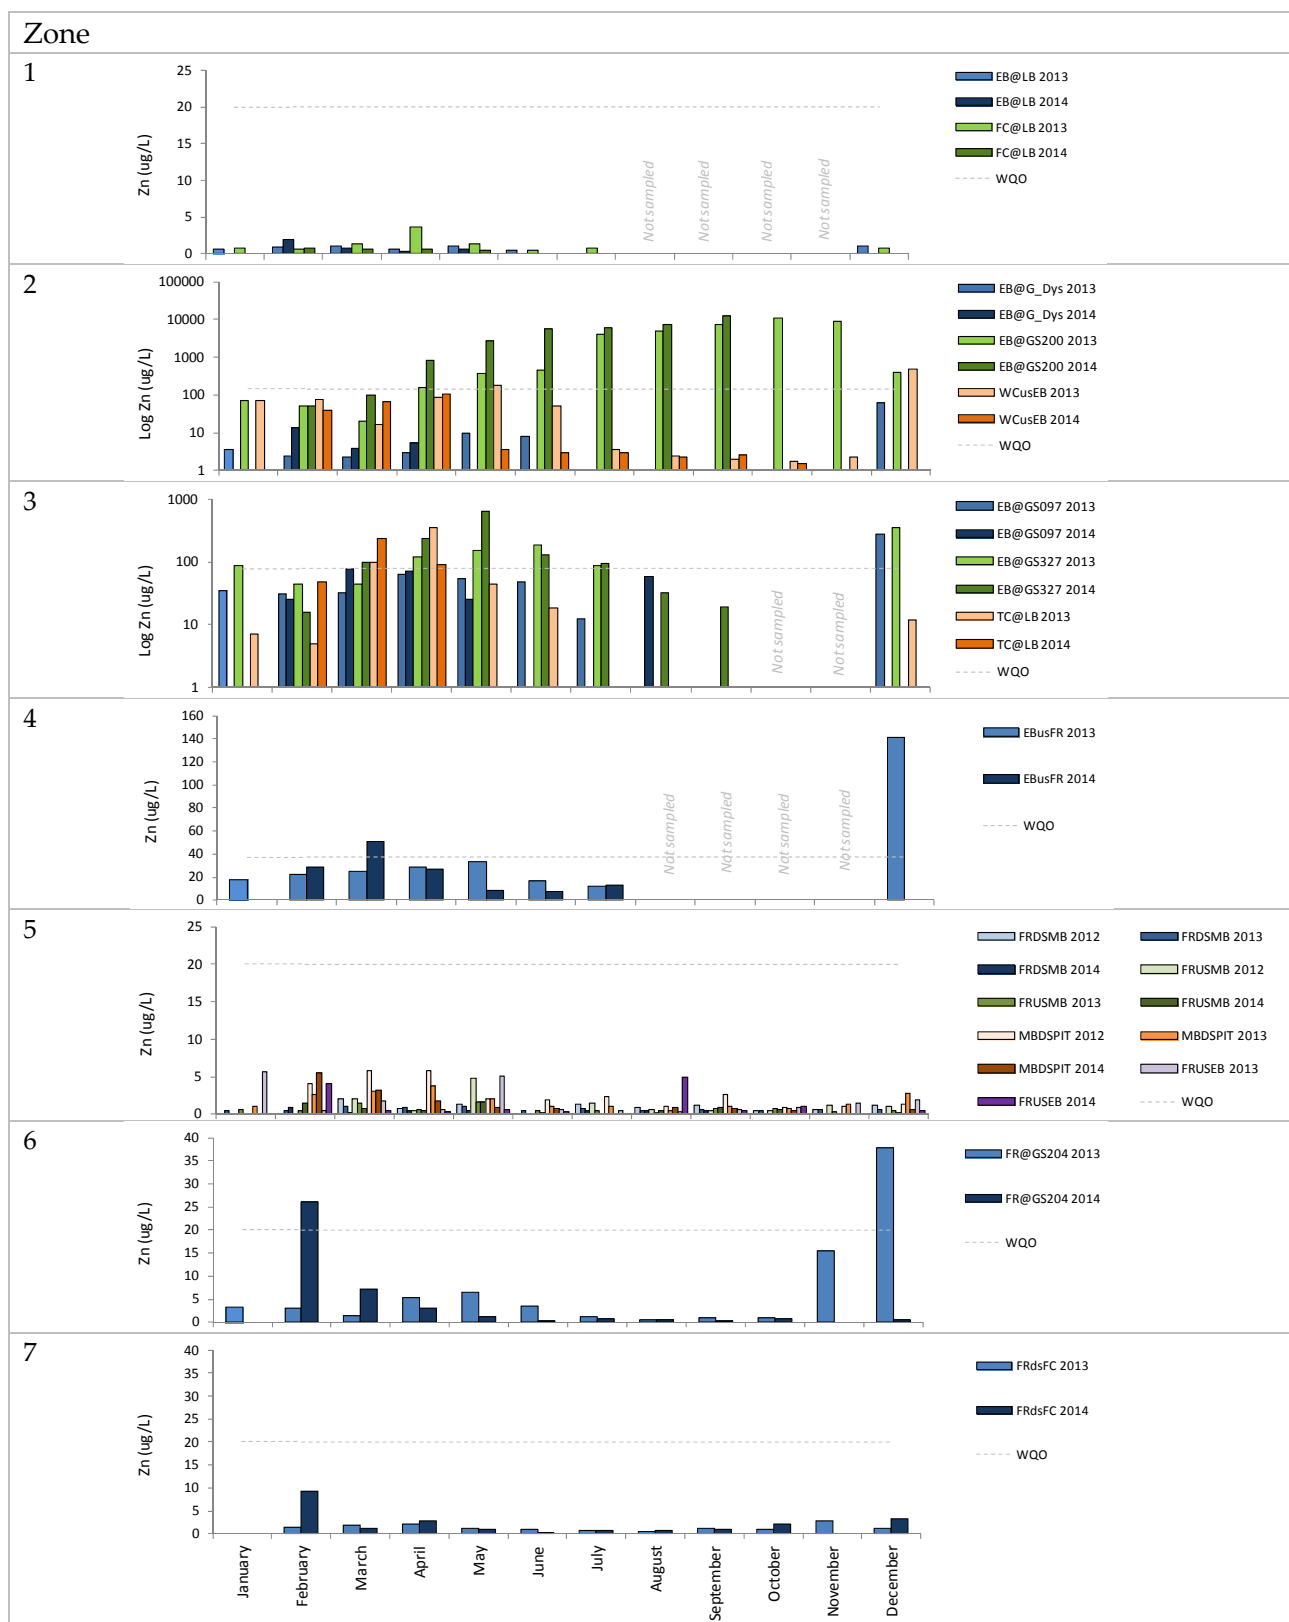 Zone
1
25
20
15
10
5
0
Zn (ug/L)
Not sampled
Not sampled
Not sampled
Not sampled
EB@LB 2013
EB@LB 2014
FC@LB 2013
FC@LB 2014
WQO
2
100000
10000
1000
100
10
1
Log Zn (ug/L)
EB@G_Dys 2013
EB@G_Dys 2014
EB@GS200 2013
EB@GS200 2014
WCusEB 2013
WCusEB 2014
WQO
3
1000
100
10
1
Log Zn (ug/L)
Not sampled
Not sampled
EB@GS097 2013
EB@GS097 2014
EB@GS327 2013
EB@GS327 2014
TC@LB 2013
TC@LB 2014
WQO
4
160
140
120
100
80
60
40
20
0
Zn (ug/L)
Not sampled
Not sampled
Not sampled
Not sampled
EBusFR 2013
EBusFR 2014
WQO
5
25
20
15
10
5
0
Zn (ug/L)
FRDSMB 2012 FRDSMB 2013
FRDSMB 2014 FRUSMB 2012
FRUSMB 2013 FRUSMB 2014
MBDSPIT 2012 MBDSPIT 2013
MBDSPIT 2014 FRUSEB 2013
FRUSEB 2014 WQO
6
40
35
30
25
20
15
10
5
0
Zn (ug/L)
FR@GS204 2013
FR@GS204 2014
WQO
7
40
35
30
25
20
15
10
5
0
Zn (ug/L)
FRdsFC 2013
FRdsFC 2014
WQO
January
February
March
April
May
June
July
August
September
October
November
December